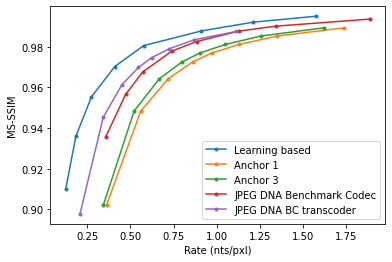 MS-SSIM
0.98
0.96
0.94
0.92
0.90
Learning based
Anchor 1
Anchor 3
JPEG DNA Benchmark Codec
JPEG DNA BC transcoder
0.25 0.50 0.75 1.00 1.25 1.50 1.75
Rate (nts/pxl)